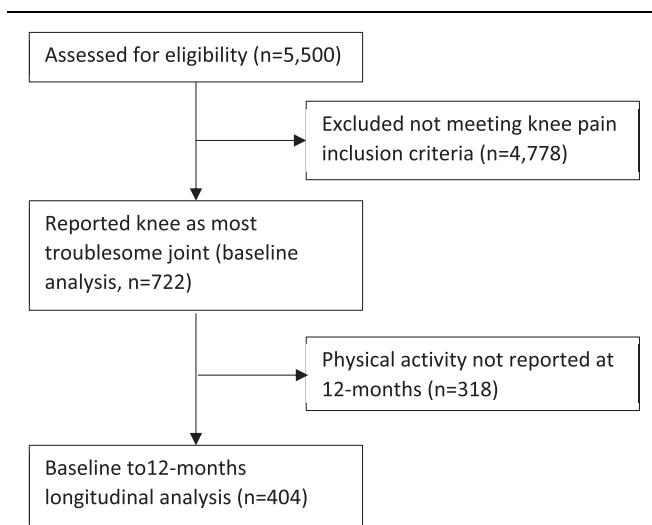 Assessed for eligibility (n=5,500)
Excluded not meeting knee pain
inclusion criteria (n=4,778)
Reported knee as most
troublesome joint (baseline
analysis, n=722)
Physical activity not reported at
12-months (n=318)
Baseline to12-months
longitudinal analysis (n=404)